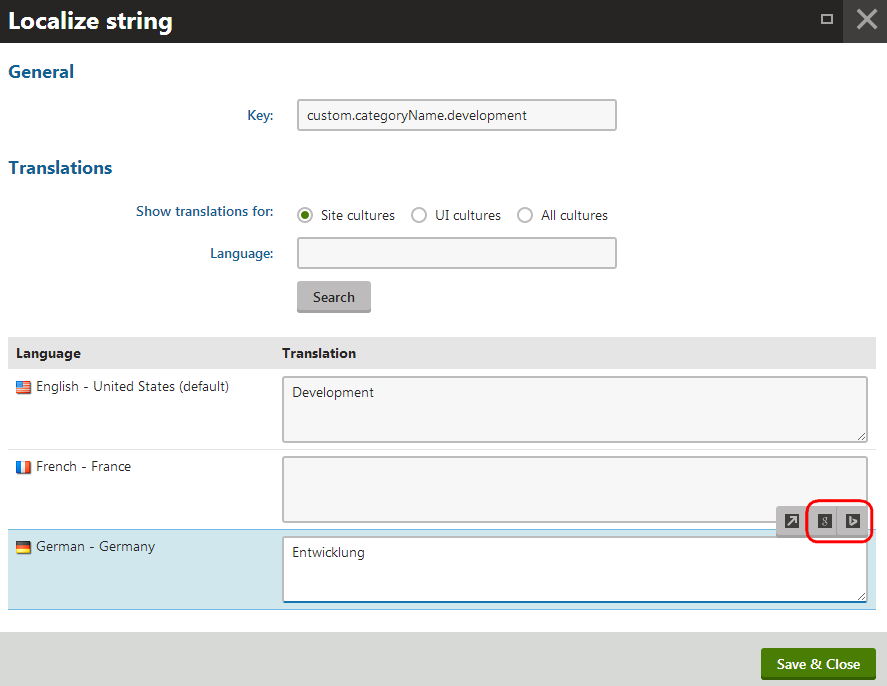 Localize string
General
Key: custom.categoryName.development
Translations
Show translations for: Site cultures UI cultures All cultures
Language:
Search
Language Translation
English - United States (default) Development
French - France
German - Germany Entwicklung
Save & Close